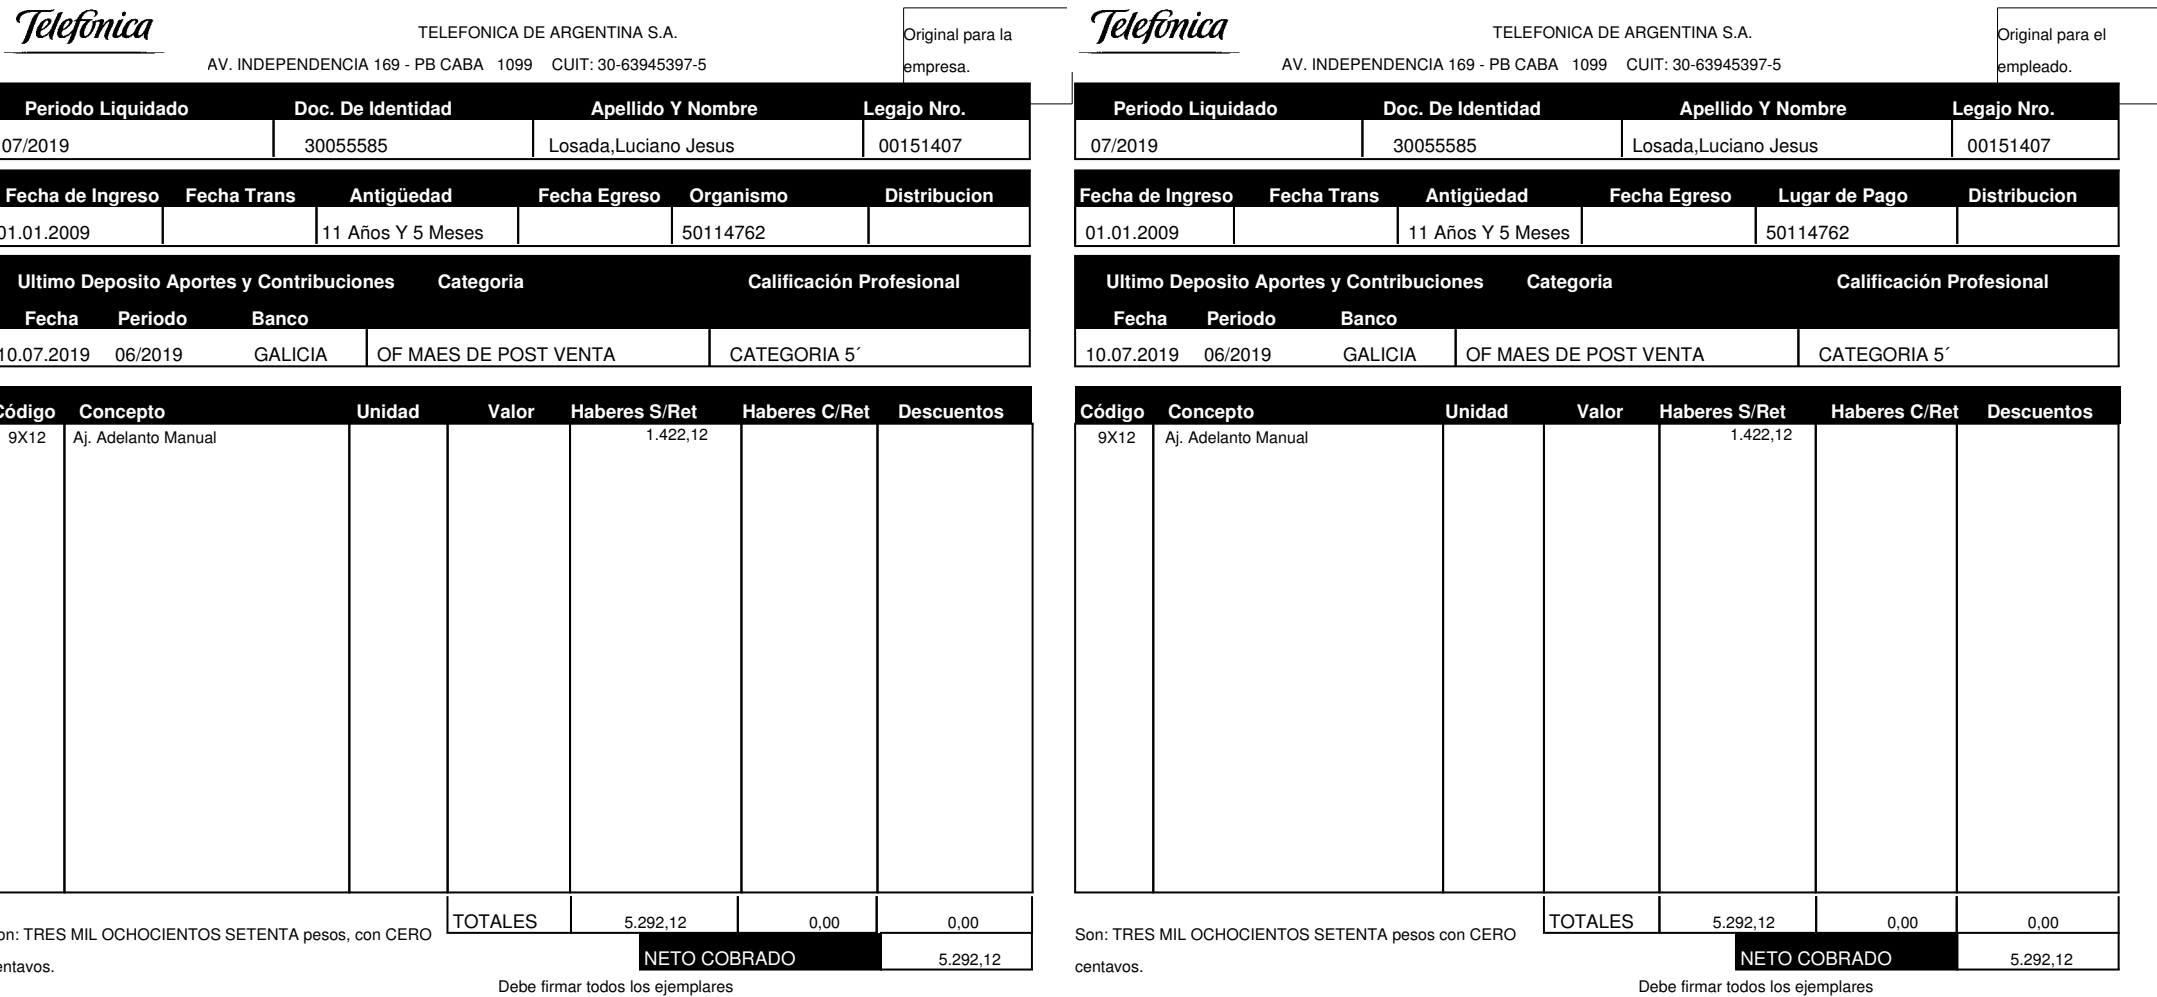 Telefónica
TELEFONICA DE ARGENTINA S.A.
AV. INDEPENDENCIA 169 - PB CABA 1099 CUIT: 30-63945397-5
Original para la
empresa.
Periodo Liquidado Doc. De Identidad Apellido Y Nombre Legajo Nro.
07/2019 30055585 Losada,Luciano Jesus 00151407
Fecha de Ingreso Fecha Trans Antigüedad Fecha Egreso Organismo Distribucion
01.01.2009 11 Años Y 5 Meses 50114762
Ultimo Deposito Aportes y Contribuciones Categoria Calificación Profesional
Fecha Periodo Banco
10.07.2019 06/2019 GALICIA OF MAES DE POST VENTA CATEGORIA 5´
Código Concepto Unidad Valor Haberes S/Ret Haberes C/Ret Descuentos
9X12 Aj. Adelanto Manual 1.422,12
TOTALES 5.292,12 0,00 0,00
on: TRES MIL OCHOCIENTOS SETENTA pesos, con CERO
entavos.
NETO COBRADO 5.292,12
Debe firmar todos los ejemplares
Telefónica
TELEFONICA DE ARGENTINA S.A.
AV. INDEPENDENCIA 169 - PB CABA 1099 CUIT: 30-63945397-5
Original para el
empleado.
Periodo Liquidado Doc. De Identidad Apellido Y Nombre Legajo Nro.
07/2019 30055585 Losada,Luciano Jesus 00151407
Fecha de Ingreso Fecha Trans Antigüedad Fecha Egreso Lugar de Pago Distribucion
01.01.2009 11 Años Y 5 Meses 50114762
Ultimo Deposito Aportes y Contribuciones Categoria Calificación Profesional
Fecha Periodo Banco
10.07.2019 06/2019 GALICIA OF MAES DE POST VENTA CATEGORIA 5´
Código Concepto Unidad Valor Haberes S/Ret Haberes C/Ret Descuentos
9X12 Aj. Adelanto Manual 1.422,12
TOTALES 5.292,12 0,00 0,00
Son: TRES MIL OCHOCIENTOS SETENTA pesos con CERO
centavos.
NETO COBRADO 5.292,12
Debe firmar todos los ejemplares